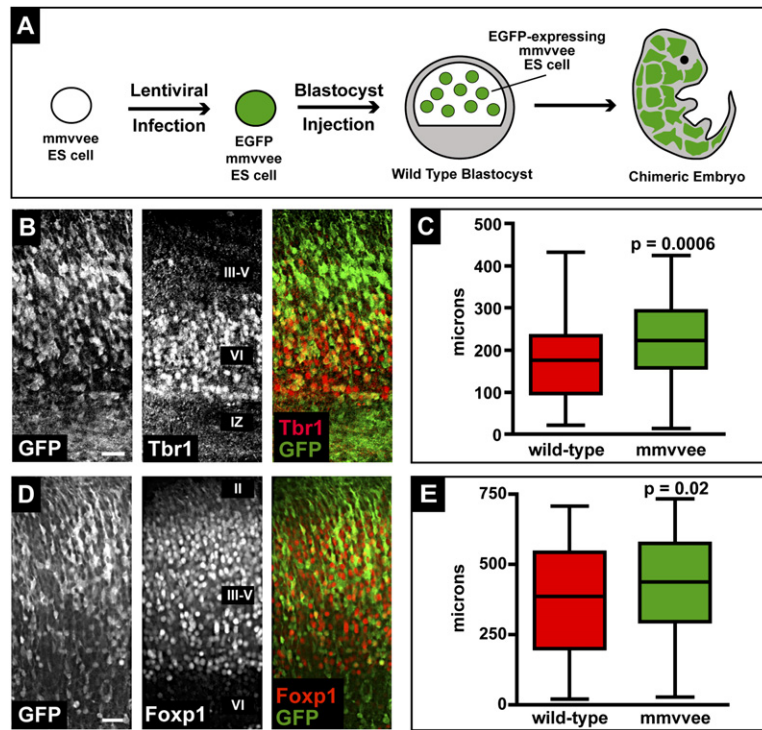 A
mmvvee
ES cell
Lentiviral
Infection
EGFP
mmvvee
ES cell
Blastocyst
Injection
EGFP-expressing
mmvvee
ES cell
Wild Type Blastocyst
Chimeric Embryo
B
GFP
III-V
VI
IZ
Tbr1
Tbr1
GFP
C
microns
500
400
300
200
100
0
p = 0.0006
wild-type
mmvvee
D
GFP
II
III-V
VI
Foxp1
Foxp1
GFP
E
microns
750
500
250
0
p = 0.02
wild-type
mmvvee